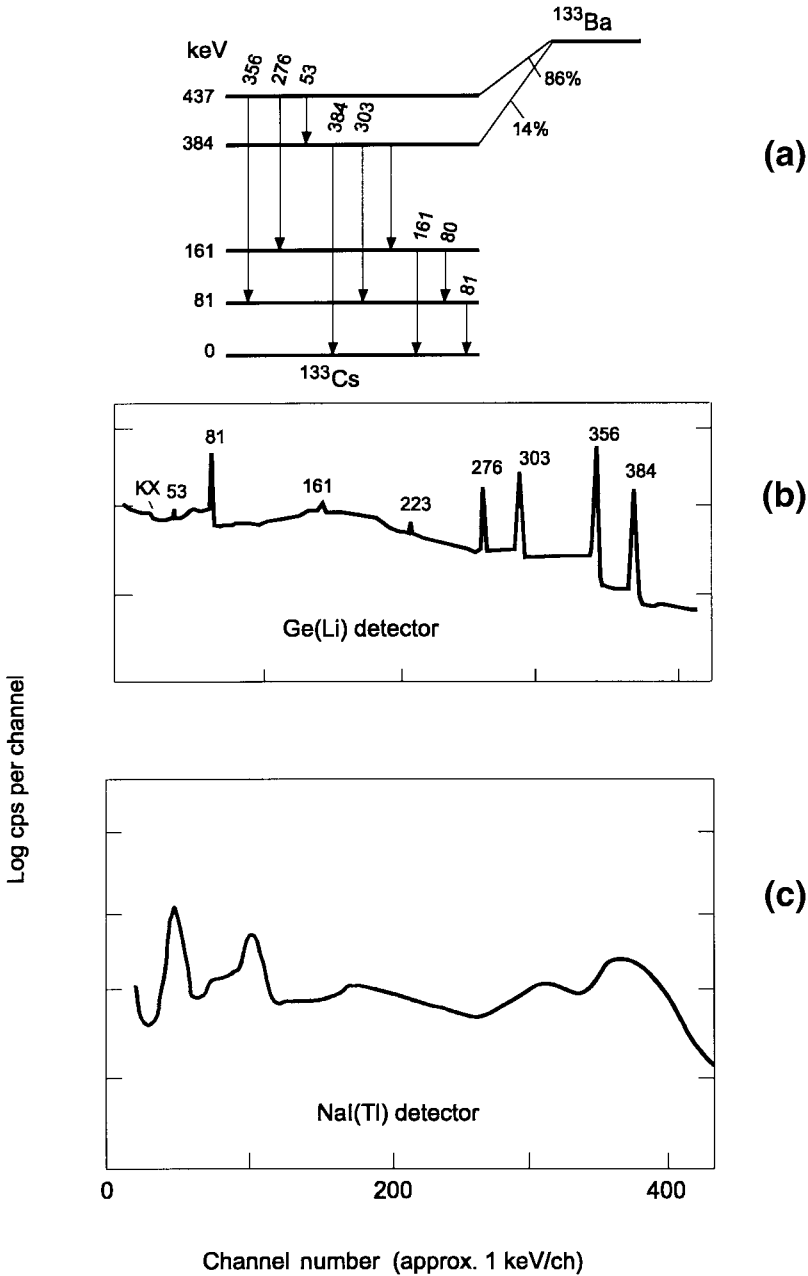 ¹³³Ba
keV
356 276 53
86%
437
384 303
14%
384
(a)
161 80
161
81
81
0
¹³³Cs
81
356
303
KX 53
161
276
384
223
(b)
Ge(Li) detector
Log cps per channel
(c)
NaI(Tl) detector
0 200 400
Channel number (approx. 1 keV/ch)